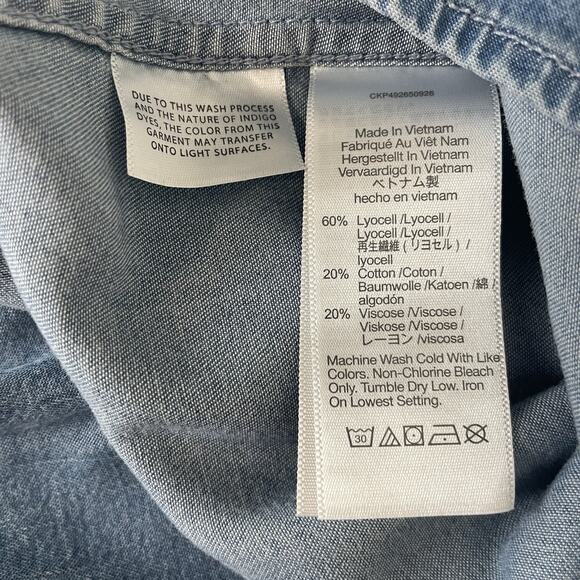 DUE TO THIS WASH PROCESS
AND THE NATURE OF INDIGO
DYES, THE COLOR FROM THIS
GARMENT MAY TRANSFER
ONTO LIGHT SURFACES.
CKP492650926
Made In Vietnam
Fabriqué Au Viêt Nam
Hergestellt In Vietnam
Vervaardigd In Vietnam
ベトナム製
hecho en vietnam
60% Lyocell /Lyocell /
Lyocell /Lyocell /
再生繊維 ( リヨセル ) /
lyocell
20% Cotton /Coton /
Baumwolle /Katoen /綿 /
algodón
20% Viscose /Viscose /
Viskose /Viscose /
レーヨン /viscosa
Machine Wash Cold With Like
Colors. Non-Chlorine Bleach
Only. Tumble Dry Low. Iron
On Lowest Setting.
30